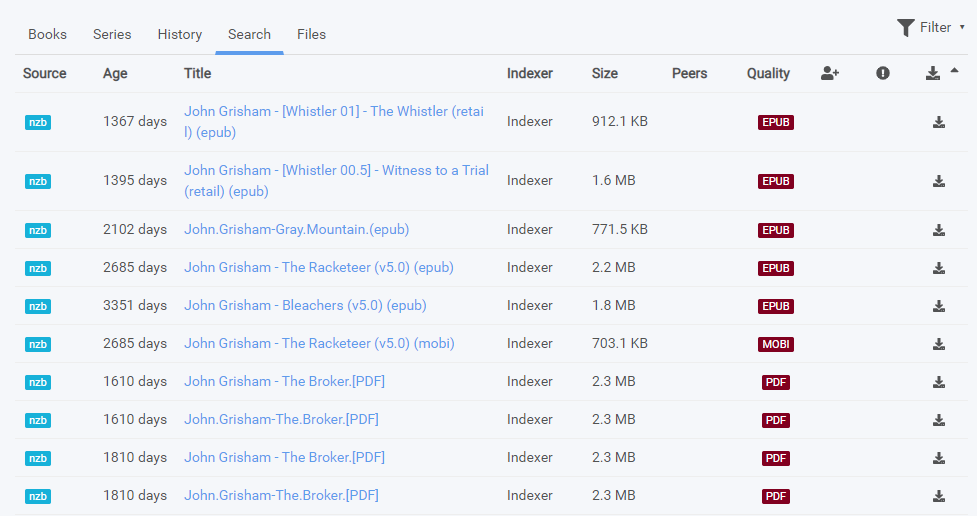 Books Series History Search Files Filter
Source Age Title Indexer Size Peers Quality
nzb 1367 days John Grisham - [Whistler 01] - The Whistler (retai Indexer 912.1 KB EPUB
l) (epub)
nzb 1395 days John Grisham - [Whistler 00.5] - Witness to a Trial Indexer 1.6 MB EPUB
(retail) (epub)
nzb 2102 days John.Grisham-Gray.Mountain.(epub) Indexer 771.5 KB EPUB
nzb 2685 days John Grisham - The Racketeer (v5.0) (epub) Indexer 2.2 MB EPUB
nzb 3351 days John Grisham - Bleachers (v5.0) (epub) Indexer 1.8 MB EPUB
nzb 2685 days John Grisham - The Racketeer (v5.0) (mobi) Indexer 703.1 KB MOBI
nzb 1610 days John Grisham - The Broker.[PDF] Indexer 2.3 MB PDF
nzb 1610 days John.Grisham-The.Broker.[PDF] Indexer 2.3 MB PDF
nzb 1810 days John Grisham - The Broker.[PDF] Indexer 2.3 MB PDF
nzb 1810 days John.Grisham-The.Broker.[PDF] Indexer 2.3 MB PDF